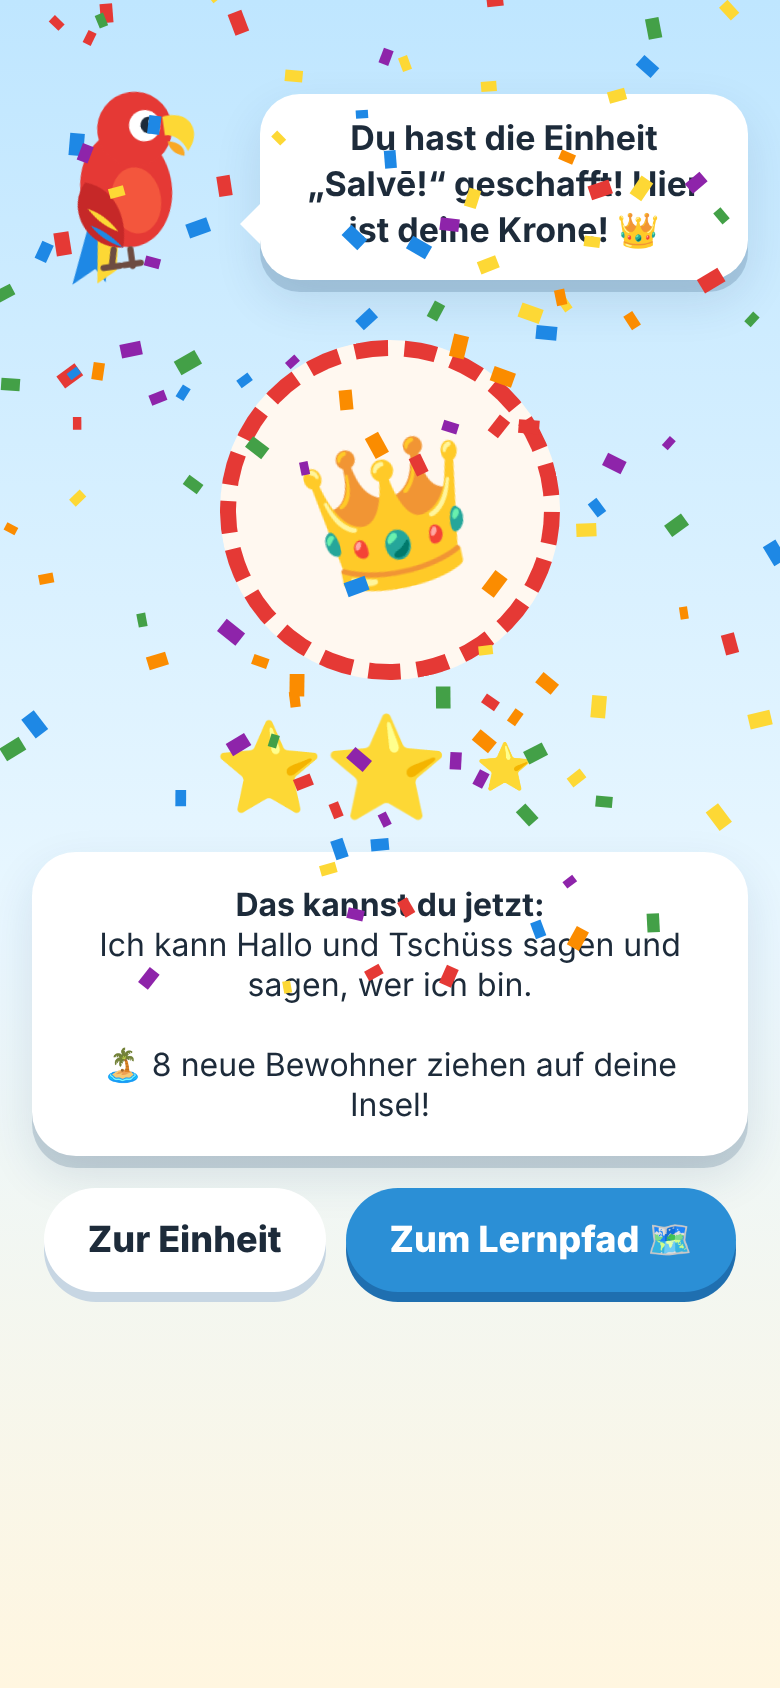 Du hast die Einheit
„Salvē!“ geschafft! Hier
ist deine Krone! 👑
Das kannst du jetzt:
Ich kann Hallo und Tschüss sagen und
sagen, wer ich bin.
🏝️ 8 neue Bewohner ziehen auf deine
Insel!
Zur Einheit
Zum Lernpfad 🗺️